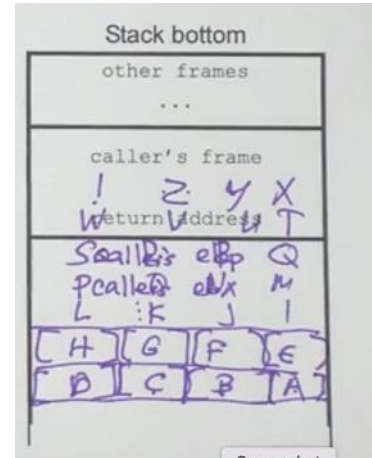 Stack bottom
other frames
...
caller's frame
! Z Y X
return address
W V U T
caller's ebp
S R Q
caller's ebx
P M
L K J I
H G F E
D C B A